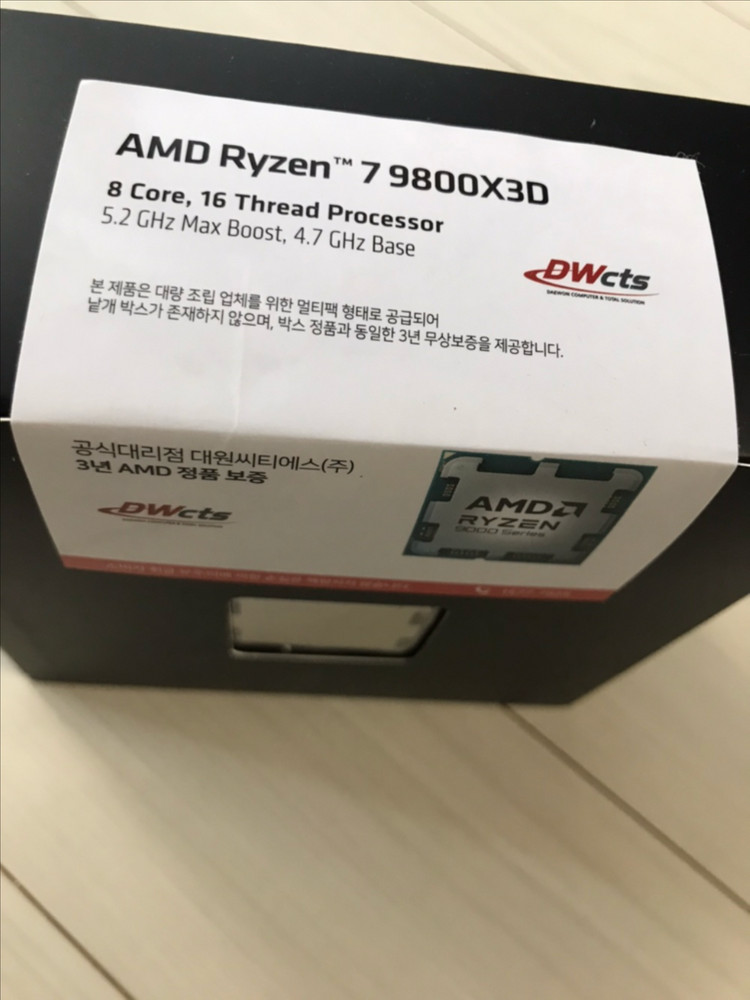 AMD Ryzen™ 7 9800X3D
8 Core, 16 Thread Processor
5.2 GHz Max Boost, 4.7 GHz Base
DWcts
DAEWON COMPUTER & TOTAL SOLUTION
본 제품은 대량 조립 업체를 위한 멀티팩 형태로 공급되어
낱개 박스가 존재하지 않으며, 박스 정품과 동일한 3년 무상보증을 제공합니다.
공식대리점 대원씨티에스(주)
3년 AMD 정품 보증
DWcts
AMD
RYZEN
9000 Series